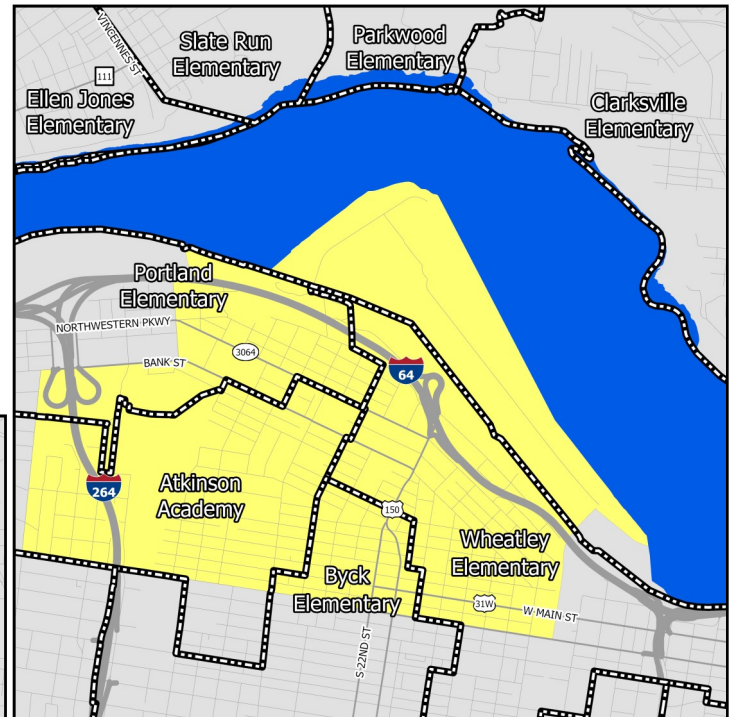 VINCENNES ST
Slate Run
Elementary
Parkwood
Elementary
111
Ellen Jones
Elementary
Clarksville
Elementary
Portland
Elementary
NORTHWESTERN PKWY
3064
BANK ST
64
264
Atkinson
Academy
150
Wheatley
Elementary
Byck
Elementary
31W
W MAIN ST
S 22ND ST